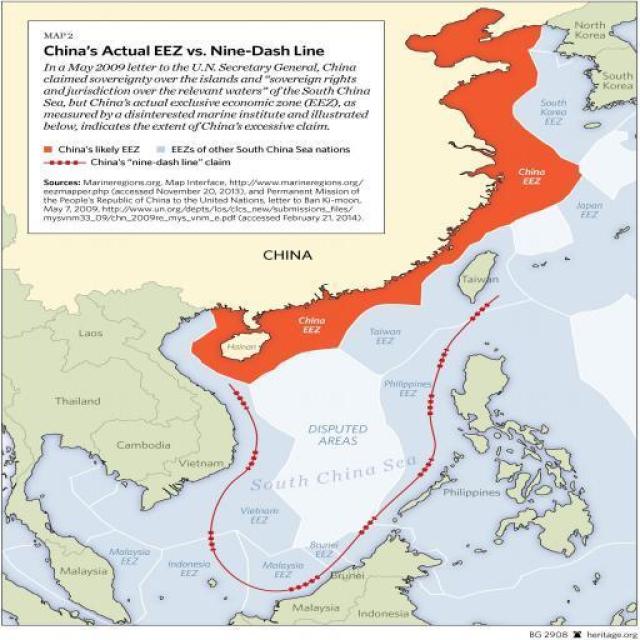 MAP 2
China's Actual EEZ vs. Nine-Dash Line
In a May 2009 letter to the U.N. Secretary General, China
claimed sovereignty over the islands and "sovereign rights
and jurisdiction over the relevant waters" of the South China
Sea, but China's actual exclusive economic zone (EEZ), as
measured by a disinterested marine institute and illustrated
below, indicates the extent of China's excessive claim.
China's likely EEZ
EEZs of other South China Sea nations
China's "nine-dash line" claim
Sources: Marineregions.org, Map Interface, http://www.marineregions.org/
eezmapper.php (accessed November 20, 2013), and Permanent Mission of
the People's Republic of China to the United Nations, letter to Ban Ki-moon,
May 7, 2009, http://www.un.org/depts/los/clcs_new/submissions_files/
mysvnm33_09/chn_2009re_mys_vnm_e.pdf (accessed February 21, 2014).
North
Korea
South
Korea
South
Korea
EEZ
China
EEZ
Japan
EEZ
CHINA
Taiwan
China
EEZ
Hainan
Taiwan
EEZ
Laos
Philippines
EEZ
Thailand
DISPUTED
AREAS
Cambodia
Vietnam
South China Sea
Philippines
Vietnam
EEZ
Brunei
EEZ
Malaysia
EEZ
Indonesia
EEZ
Malaysia
EEZ
Malaysia
Brunei
Malaysia
Indonesia
BG 2908 heritage.org